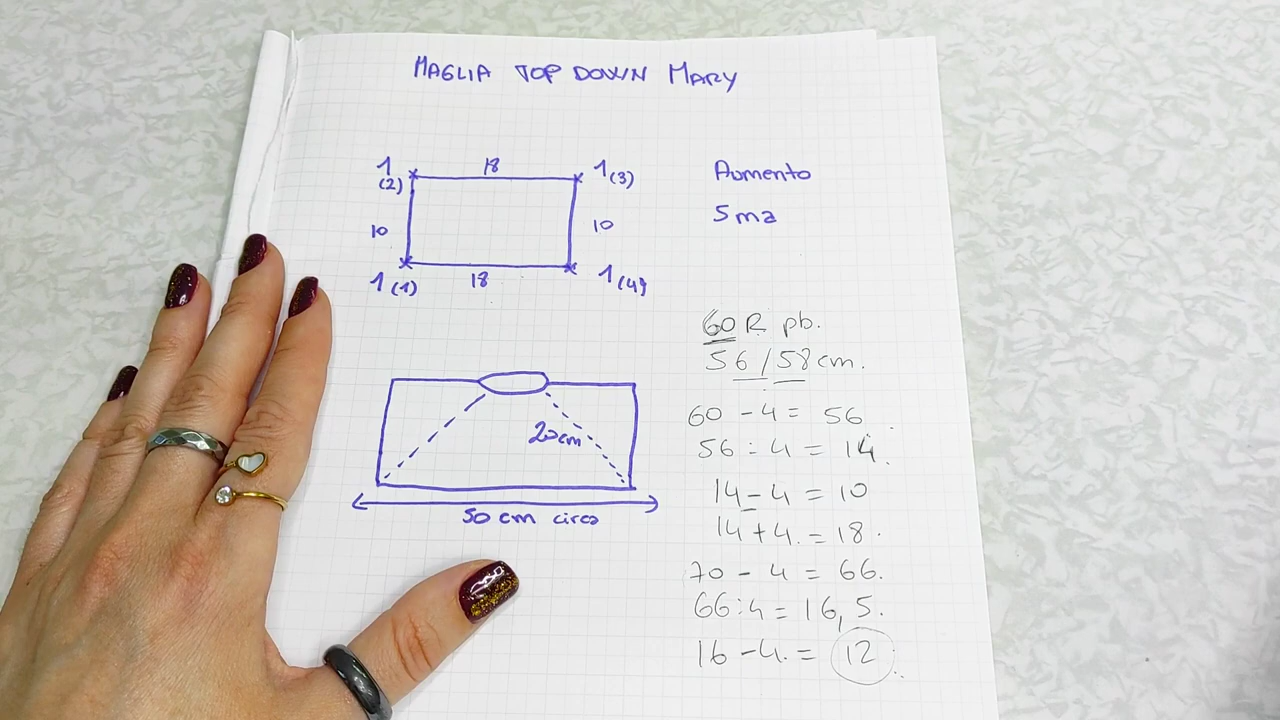 MAGLIA TOP DOWN MARY
1 (2) 18 1 (3)
10 10
1 (1) 18 1 (4)
Aumento
5 ma
60 R pb.
56/58 cm.
60 - 4 = 56
56 : 4 = 14.
14 - 4 = 10
14 + 4. = 18.
70 - 4 = 66.
66 : 4 = 16,5.
16 - 4. = 12
20 cm
50 cm circa